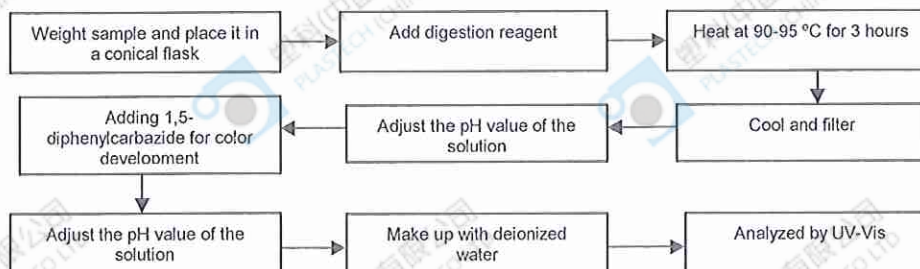 Weight sample and place it in
a conical flask
Add digestion reagent
Heat at 90-95 ºC for 3 hours
Cool and filter
Adjust the pH value of the
solution
Adding 1,5-
diphenylcarbazide for color
development
Adjust the pH value of the
solution
Make up with deionized
water
Analyzed by UV-Vis